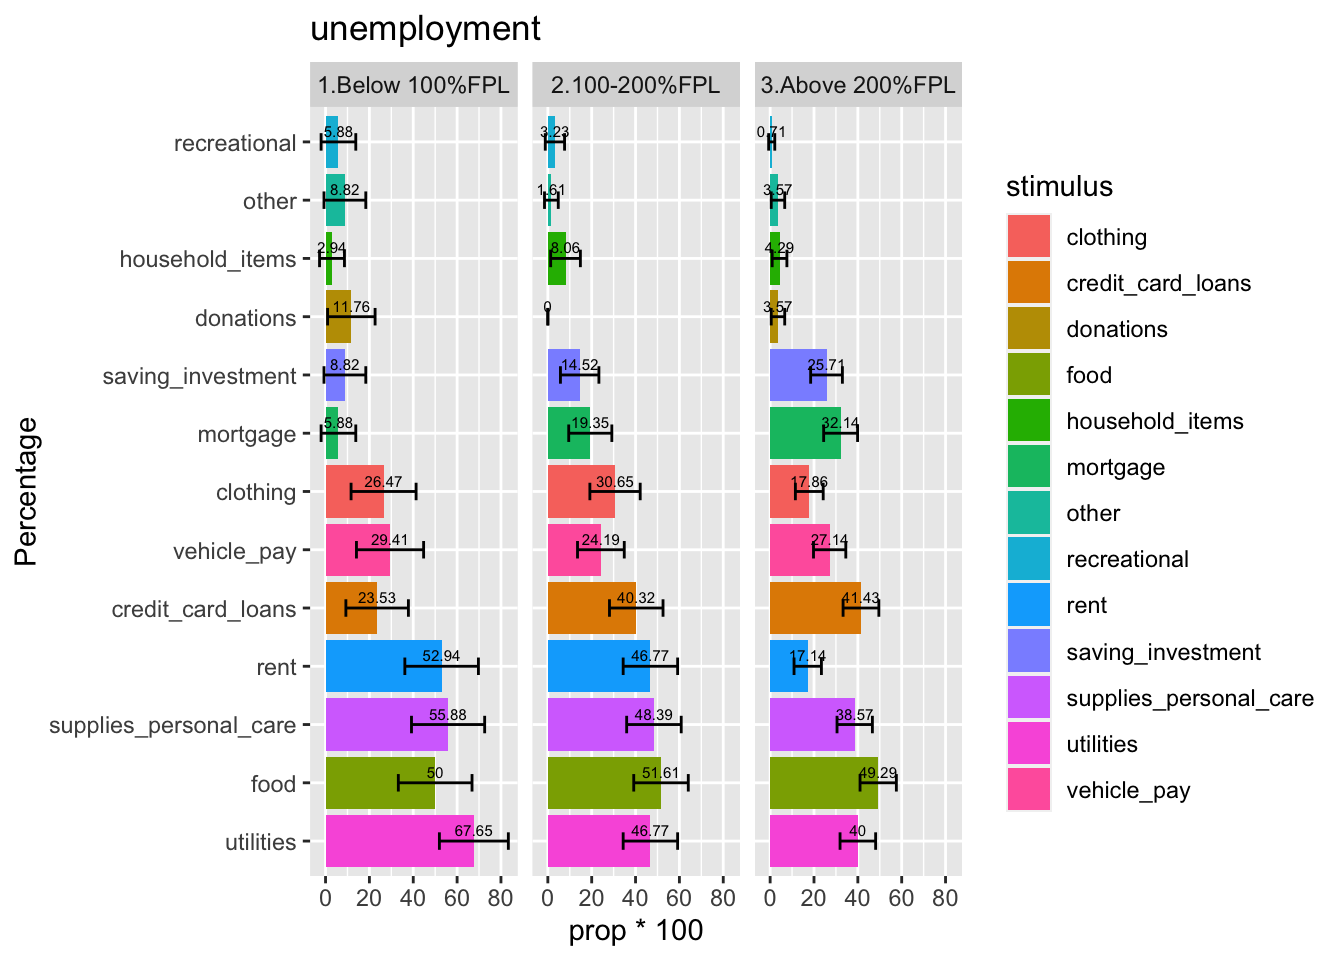 unemployment
1.Below 100%FPL
2.100-200%FPL
3.Above 200%FPL
Percentage
recreational
5.88
3.23
0.71
other
8.82
1.61
3.57
household_items
2.94
8.06
4.29
donations
11.76
0
3.57
saving_investment
8.82
14.52
25.71
mortgage
5.88
19.35
32.14
clothing
26.47
30.65
17.86
vehicle_pay
29.41
24.19
27.14
credit_card_loans
23.53
40.32
41.43
rent
52.94
46.77
17.14
supplies_personal_care
55.88
48.39
38.57
food
50
51.61
49.29
utilities
67.65
46.77
40
0 20 40 60 80
0 20 40 60 80
0 20 40 60 80
prop * 100
stimulus
clothing
credit_card_loans
donations
food
household_items
mortgage
other
recreational
rent
saving_investment
supplies_personal_care
utilities
vehicle_pay